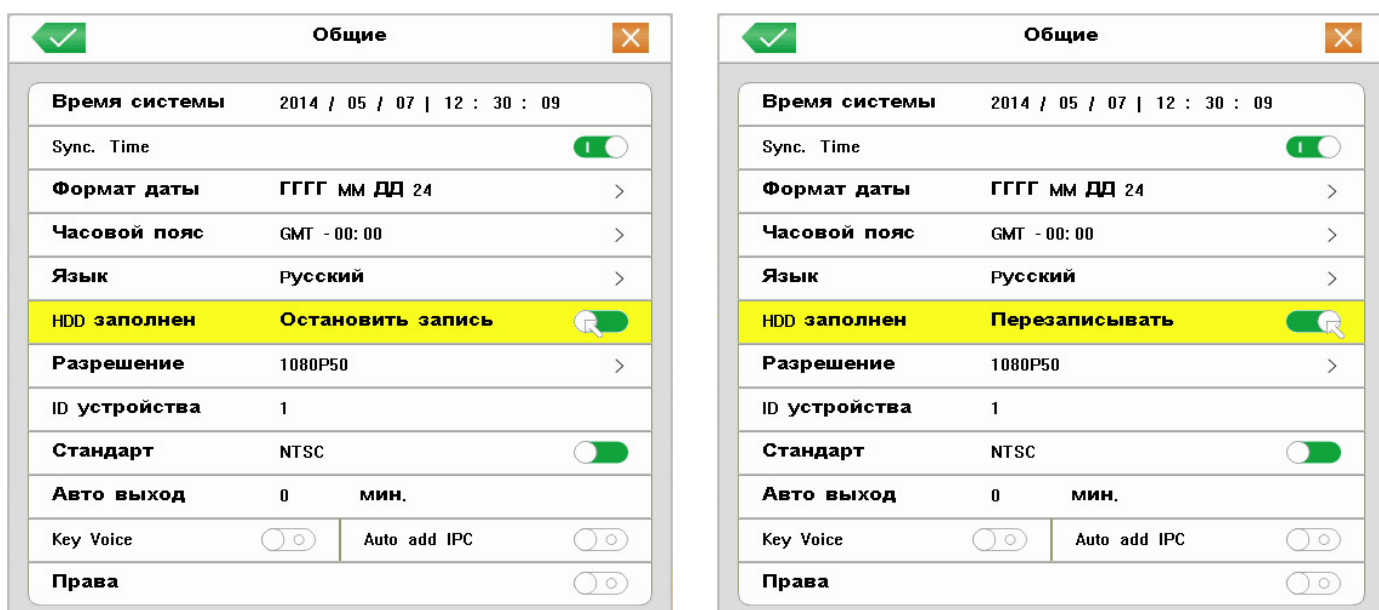 Общие
Время системы 2014 / 05 / 07 | 12 : 30 : 09
Sync. Time
Формат даты ГГГГ ММ ДД 24
Часовой пояс GMT - 00: 00
Язык Русский
HDD заполнен Остановить запись
Разрешение 1080P50
ID устройства 1
Стандарт NTSC
Авто выход 0 мин.
Key Voice Auto add IPC
Права
Общие
Время системы 2014 / 05 / 07 | 12 : 30 : 09
Sync. Time
Формат даты ГГГГ ММ ДД 24
Часовой пояс GMT - 00: 00
Язык Русский
HDD заполнен Перезаписывать
Разрешение 1080P50
ID устройства 1
Стандарт NTSC
Авто выход 0 мин.
Key Voice Auto add IPC
Права